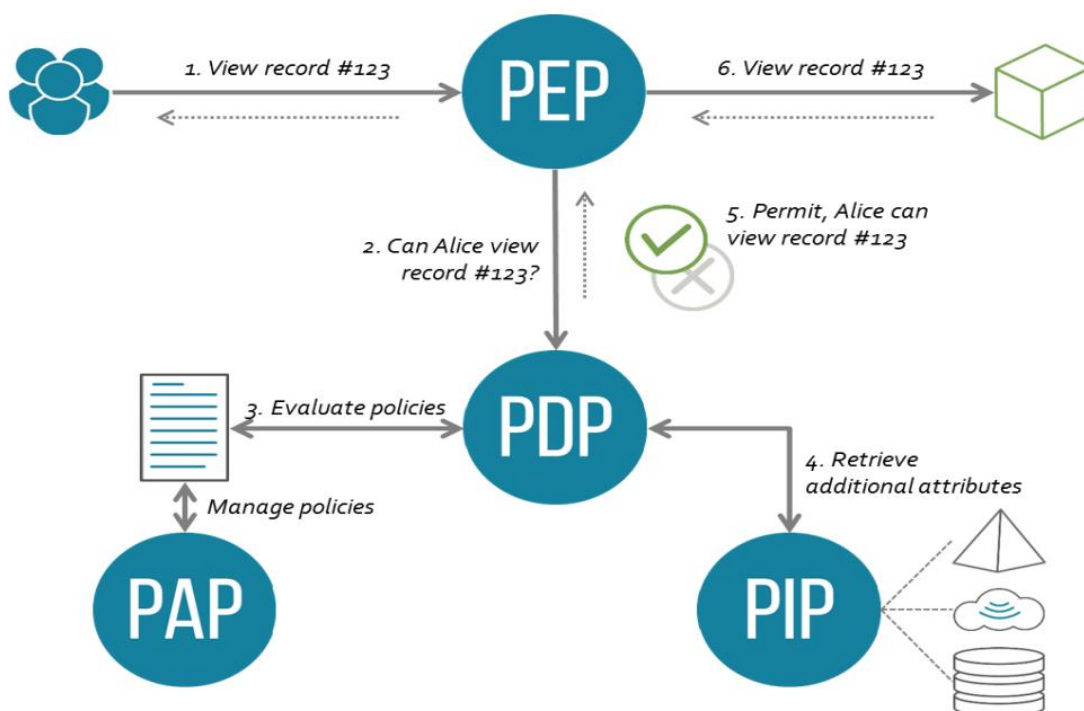 1. View record #123
PEP
6. View record #123
2. Can Alice view
record #123?
5. Permit, Alice can
view record #123
3. Evaluate policies
PDP
4. Retrieve
additional attributes
Manage policies
PAP
PIP